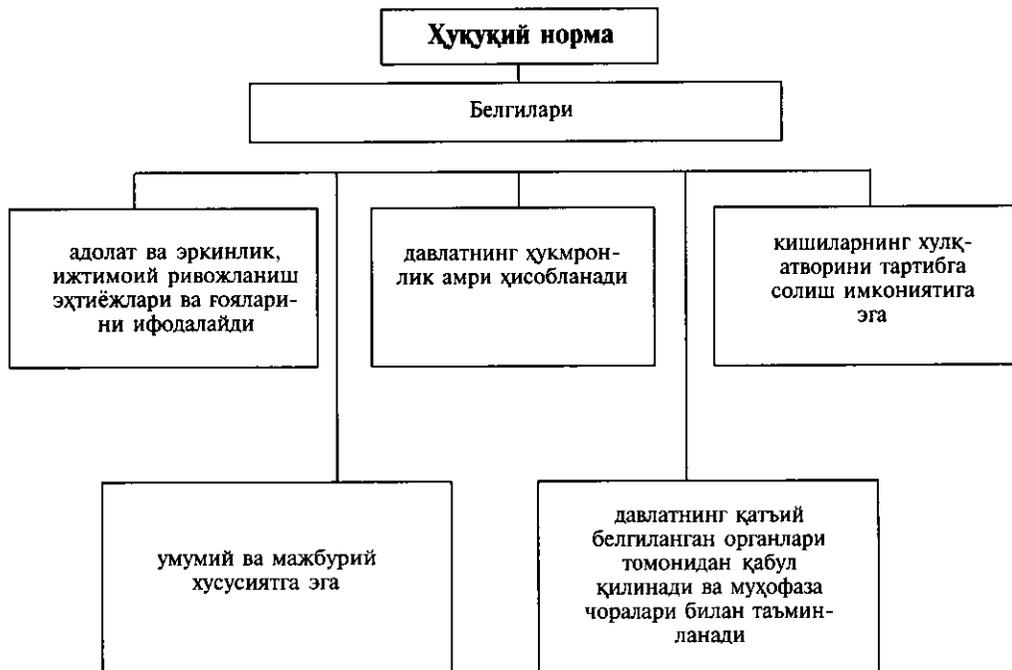 Ҳуқуқий норма
Белгилари
адолат ва эркинлик,
ижтимоий ривожланиш
эҳтиёжлари ва ғоялари-
ни ифодалайди
давлатнинг ҳукмрон-
лик амри ҳисобланади
кишиларнинг хулқ-
атворини тартибга
солиш имкониятига
эга
умумий ва мажбурий
хусусиятга эга
давлатнинг қатъий
белгиланган органлари
томонидан қабул
қилинади ва муҳофаза
чоралари билан таъмин-
ланади